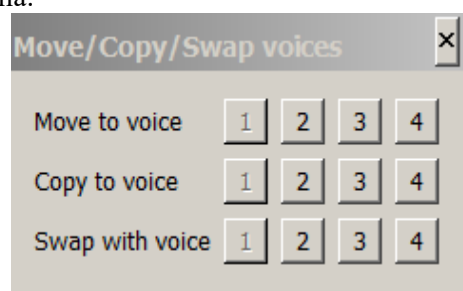 na.
Move/Copy/Swap voices ×
Move to voice 1 2 3 4
Copy to voice 1 2 3 4
Swap with voice 1 2 3 4